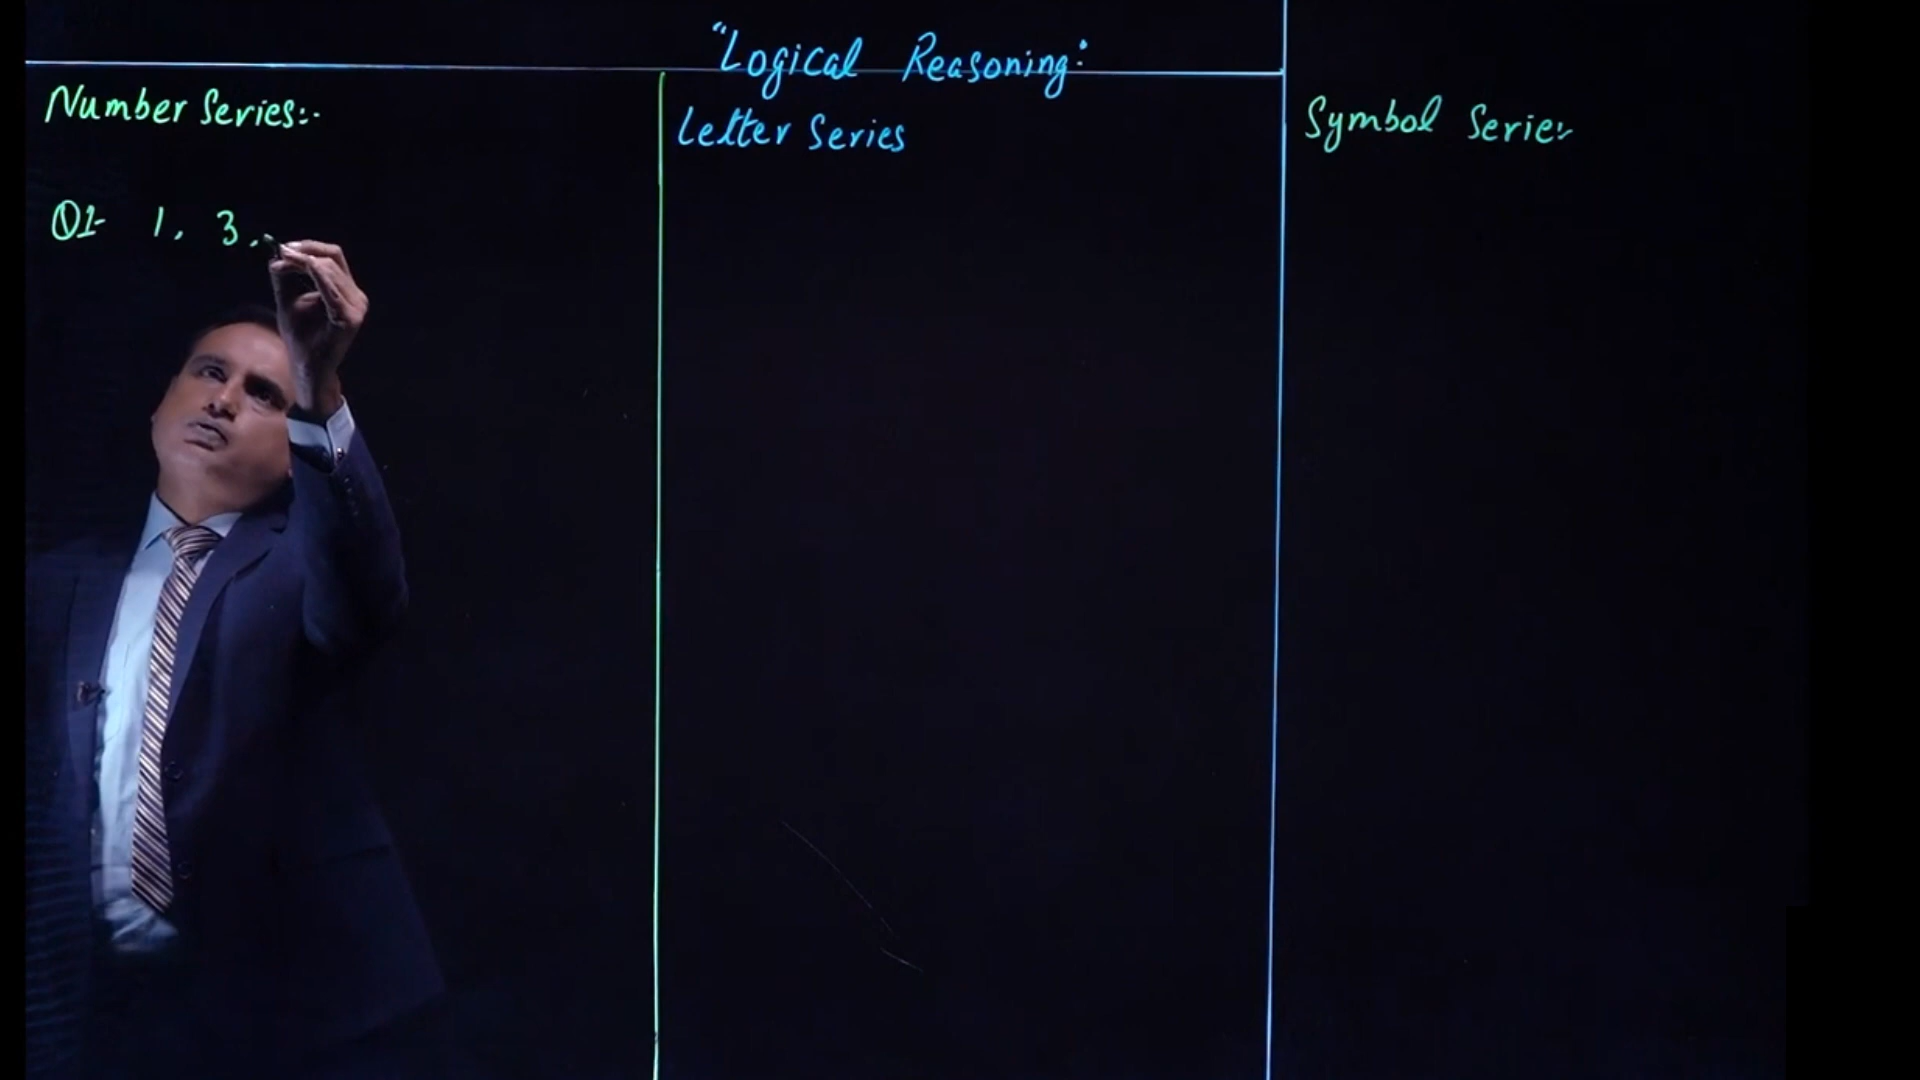 "Logical Reasoning:
Number Series:-
Q1- 1, 3,
Letter Series
Symbol Series